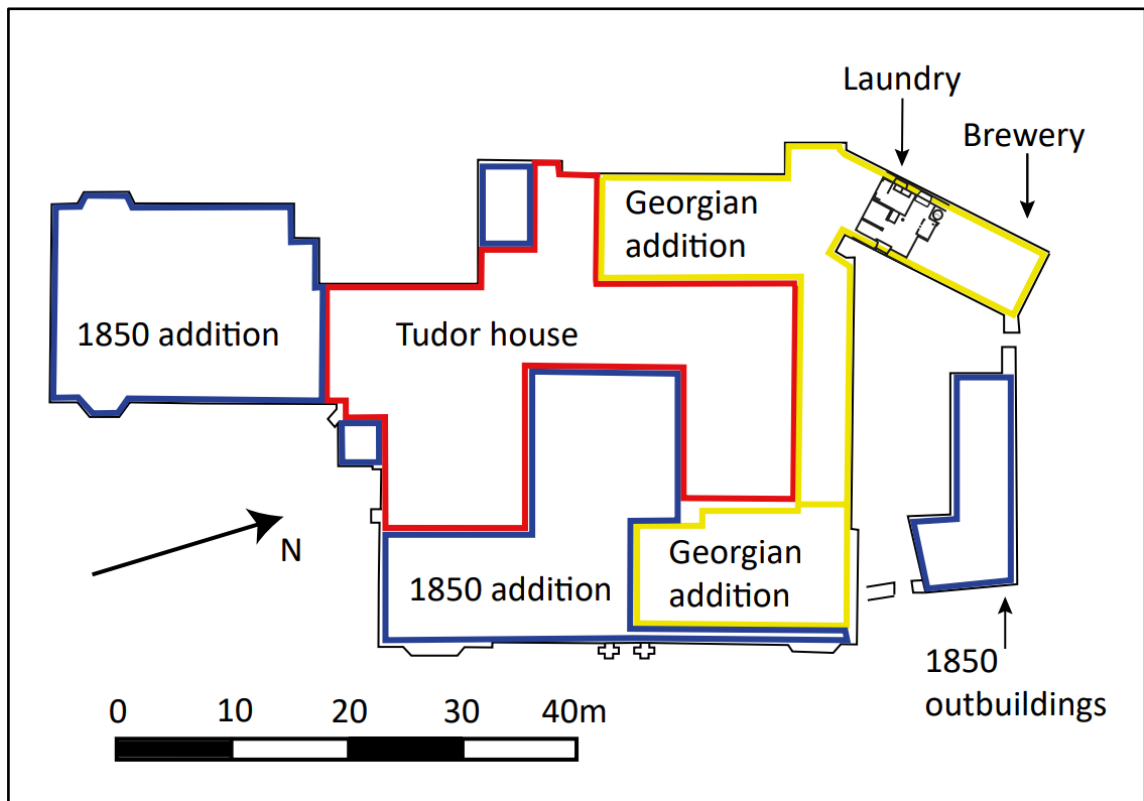 Laundry
Brewery
Georgian
addition
1850 addition
Tudor house
N
1850 addition
Georgian
addition
1850
outbuildings
0 10 20 30 40m